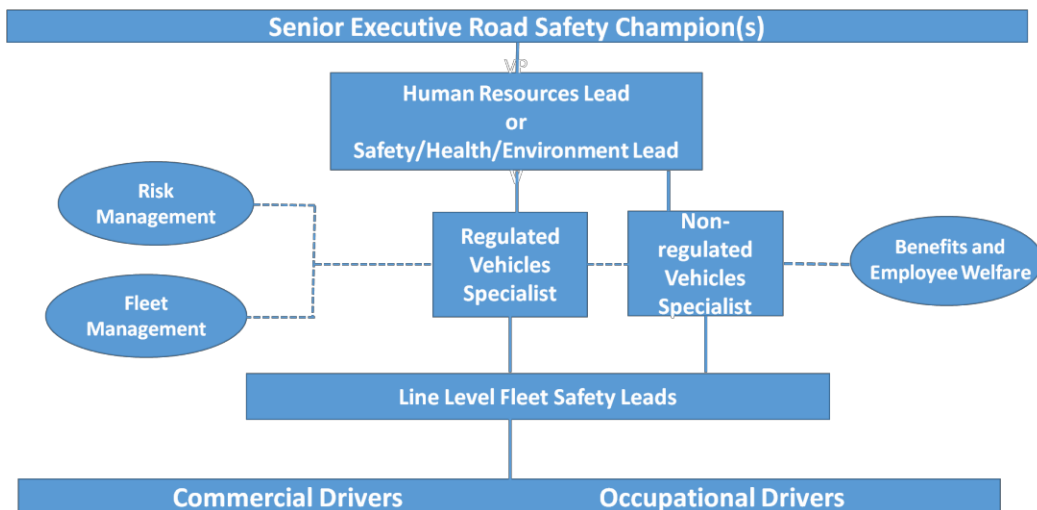 Senior Executive Road Safety Champion(s)
VP
Human Resources Lead
or
Safety/Health/Environment Lead
V
Risk
Management
Fleet
Management
Regulated
Vehicles
Specialist
Non-
regulated
Vehicles
Specialist
Benefits and
Employee Welfare
Line Level Fleet Safety Leads
Commercial Drivers
Occupational Drivers